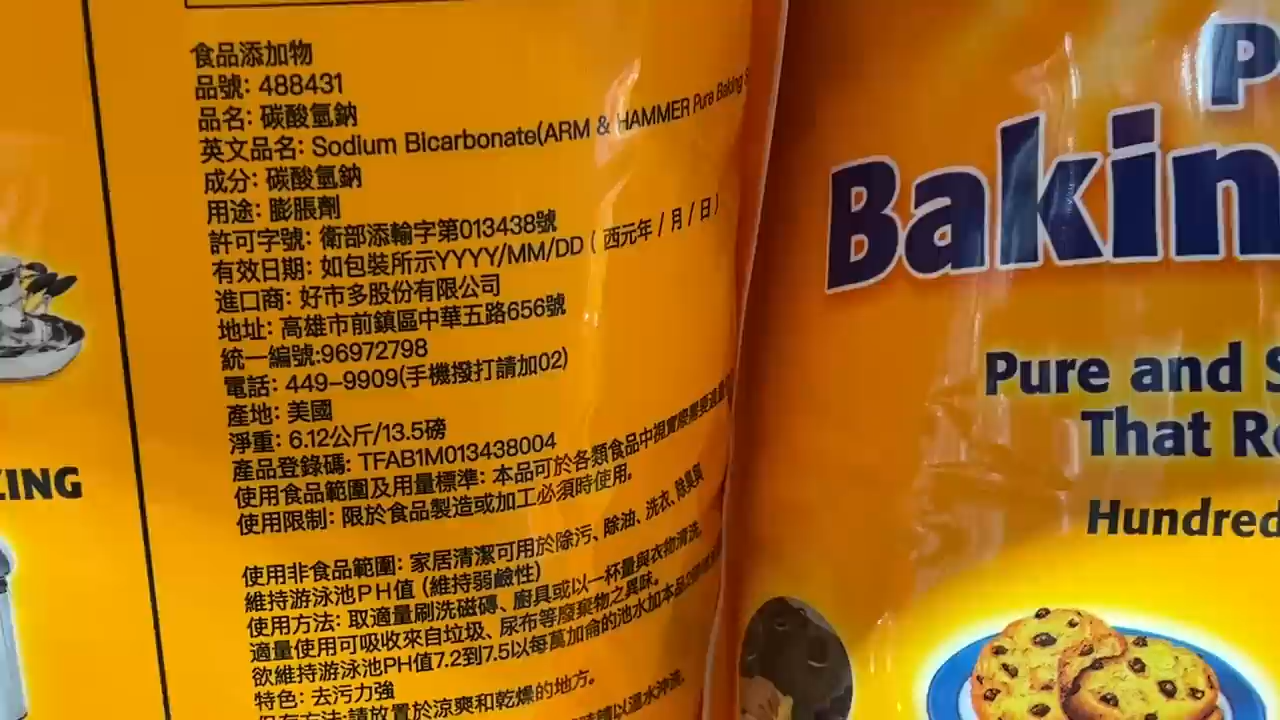 食品添加物
品號: 488431
品名: 碳酸氫鈉
英文品名: Sodium Bicarbonate(ARM & HAMMER Pure Baking
成分: 碳酸氫鈉
用途: 膨脹劑
許可字號: 衛部添輸字第013438號
有效日期: 如包裝所示YYYY/MM/DD ( 西元年 / 月 / 日 )
進口商: 好市多股份有限公司
地址: 高雄市前鎮區中華五路656號
統一編號:96972798
電話: 449-9909(手機撥打請加02)
產地: 美國
淨重: 6.12公斤/13.5磅
產品登錄碼: TFAB1M013438004
使用食品範圍及用量標準: 本品可於各類食品中視實際需要適量
使用限制: 限於食品製造或加工必須時使用。
使用非食品範圍: 家居清潔可用於除污、除油、洗衣、除臭與
維持游泳池PH值 (維持弱鹼性)
使用方法: 取適量刷洗磁磚、廚具或以一杯量與衣物清洗。
適量使用可吸收來自垃圾、尿布等廢棄物之異味。
欲維持游泳池PH值7.2到7.5以每萬加侖的池水加本品
特色: 去污力強
保存方法:請放置於涼爽和乾燥的地方。
以溫水沖洗。
ZING
P
Bakin
Pure and S
That Re
Hundred